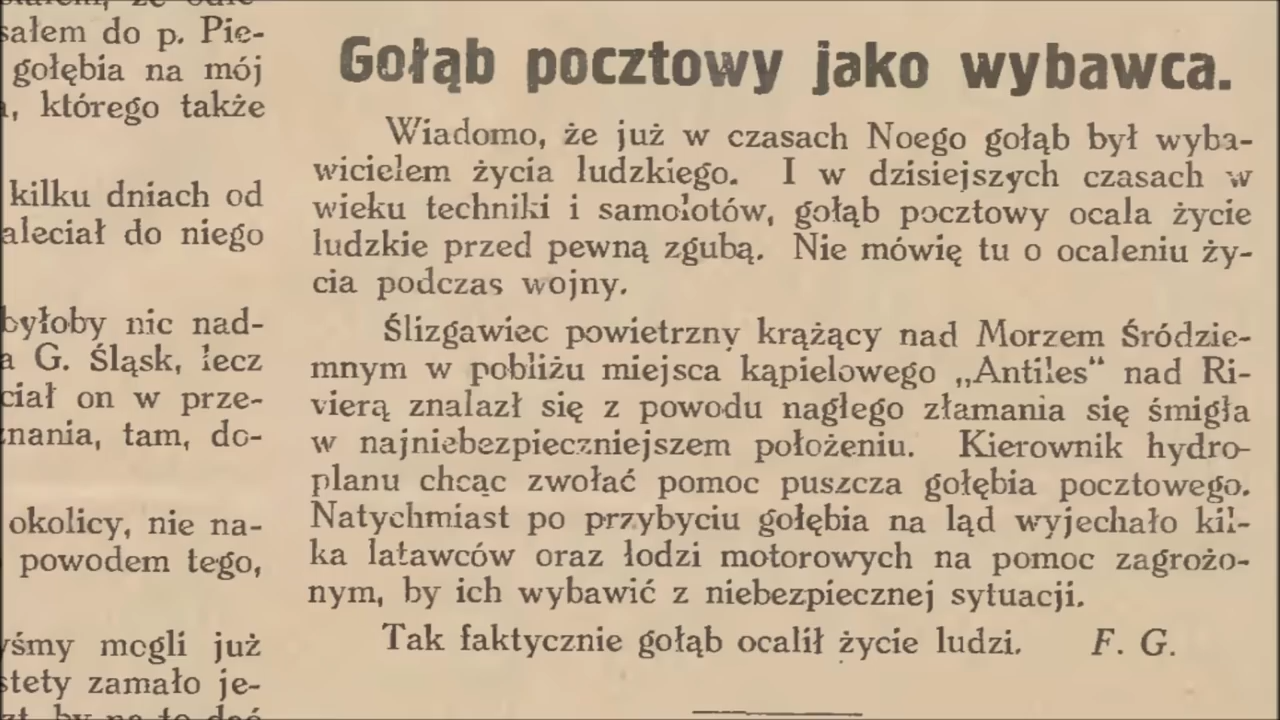 sałem do p. Pie-
gołębia na mój
którego także
kilku dniach od
aleciał do niego
byłoby nic nad-
a G. Śląsk, lecz
ciał on w prze-
nania, tam, do-
okolicy, nie na-
powodem tego,
yśmy mogli już
stety zamało je-
Gołąb pocztowy jako wybawca.
Wiadomo, że już w czasach Noego gołąb był wyba-
wicielem życia ludzkiego. I w dzisiejszych czasach w
wieku techniki i samolotów, gołąb pocztowy ocala życie
ludzkie przed pewną zgubą. Nie mówię tu o ocaleniu ży-
cia podczas wojny.
Ślizgawiec powietrzny krążący nad Morzem Śródzie-
mnym w pobliżu miejsca kąpielowego „Antiles“ nad Ri-
vierą znalazł się z powodu nagłego złamania się śmigła
w najniebezpieczniejszem położeniu. Kierownik hydro-
planu chcąc zwołać pomoc puszcza gołębia pocztowego.
Natychmiast po przybyciu gołębia na ląd wyjechało kil-
ka latawców oraz łodzi motorowych na pomoc zagrożo-
nym, by ich wybawić z niebezpiecznej sytuacji.
Tak faktycznie gołąb ocalił życie ludzi. F. G.